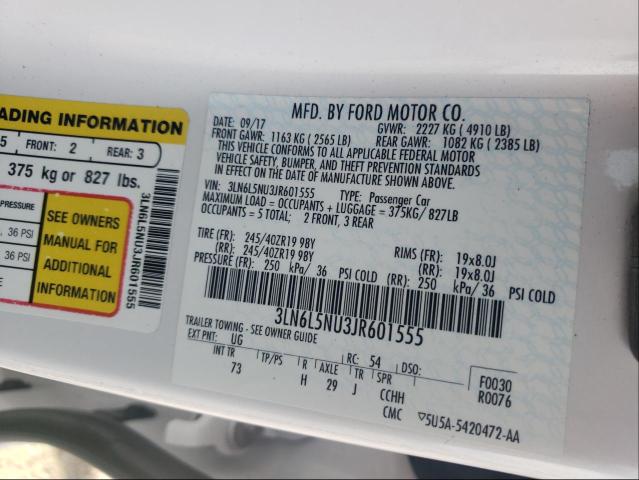 ADING INFORMATION
5 FRONT: 2 REAR: 3
375 kg or 827 lbs.
PRESSURE
, 36 PSI
, 36 PSI
SEE OWNERS
MANUAL FOR
ADDITIONAL
INFORMATION
3LN6L5NU3JR601555
MFD. BY FORD MOTOR CO.
DATE: 09/17 GVWR: 2227 KG ( 4910 LB)
FRONT GAWR: 1163 KG ( 2565 LB) REAR GAWR: 1082 KG ( 2385 LB)
THIS VEHICLE CONFORMS TO ALL APPLICABLE FEDERAL MOTOR
VEHICLE SAFETY, BUMPER, AND THEFT PREVENTION STANDARDS
IN EFFECT ON THE DATE OF MANUFACTURE SHOWN ABOVE.
VIN: 3LN6L5NU3JR601555 TYPE: Passenger Car
MAXIMUM LOAD = OCCUPANTS + LUGGAGE = 375KG/ 827LB
OCCUPANTS = 5 TOTAL; 2 FRONT, 3 REAR
TIRE (FR): 245/40ZR19 98Y RIMS (FR): 19x8.0J
(RR): 245/40ZR19 98Y (RR): 19x8.0J
PRESSURE (FR): 250 kPa/ 36 PSI COLD (RR): 250 kPa/ 36 PSI COLD
3LN6L5NU3JR601555
TRAILER TOWING - SEE OWNER GUIDE
EXT PNT: UG RC: 54 DSO:
INT TR TP/PS R AXLE TR SPR F0030
73 H 29 J CCHH R0076
CMC 5U5A-5420472-AA